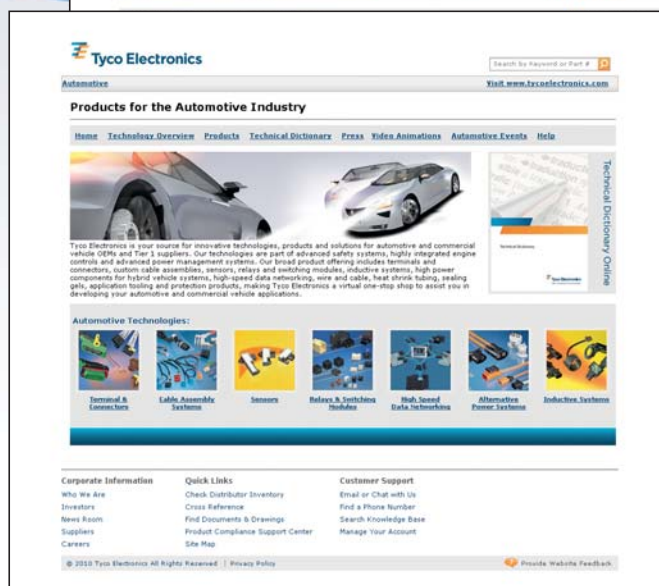 Tyco Electronics
Search by Keyword or Part #
Automotive
Visit www.tycoelectronics.com
Products for the Automotive Industry
Home Technology Overview Products Technical Dictionary Press Video Animations Automotive Events Help
Technical Dictionary Online
Technical Dictionary
Tyco Electronics
Tyco Electronics is your source for innovative technologies, products and solutions for automotive and commercial
vehicle OEMs and Tier 1 suppliers. Our technologies are part of advanced safety systems, highly integrated engine
controls and advanced power management systems. Our broad product offering includes terminals and
connectors, custom cable assemblies, sensors, relays and switching modules, inductive systems, high power
components for hybrid vehicle systems, high-speed data networking, wire and cable, heat shrink tubing, sealing
gels, application tooling and protection products, making Tyco Electronics a virtual one-stop shop to assist you in
developing your automotive and commercial vehicle applications.
Automotive Technologies:
Terminal &
Connectors
Cable Assembly
Systems
Sensors
Relays & Switching
Modules
High Speed
Data Networking
Alternative
Power Systems
Inductive Systems
Corporate Information
Who We Are
Investors
News Room
Suppliers
Careers
Quick Links
Check Distributor Inventory
Cross Reference
Find Documents & Drawings
Product Compliance Support Center
Site Map
Customer Support
Email or Chat with Us
Find a Phone Number
Search Knowledge Base
Manage Your Account
© 2010 Tyco Electronics All Rights Reserved | Privacy Policy
Provide Website Feedback